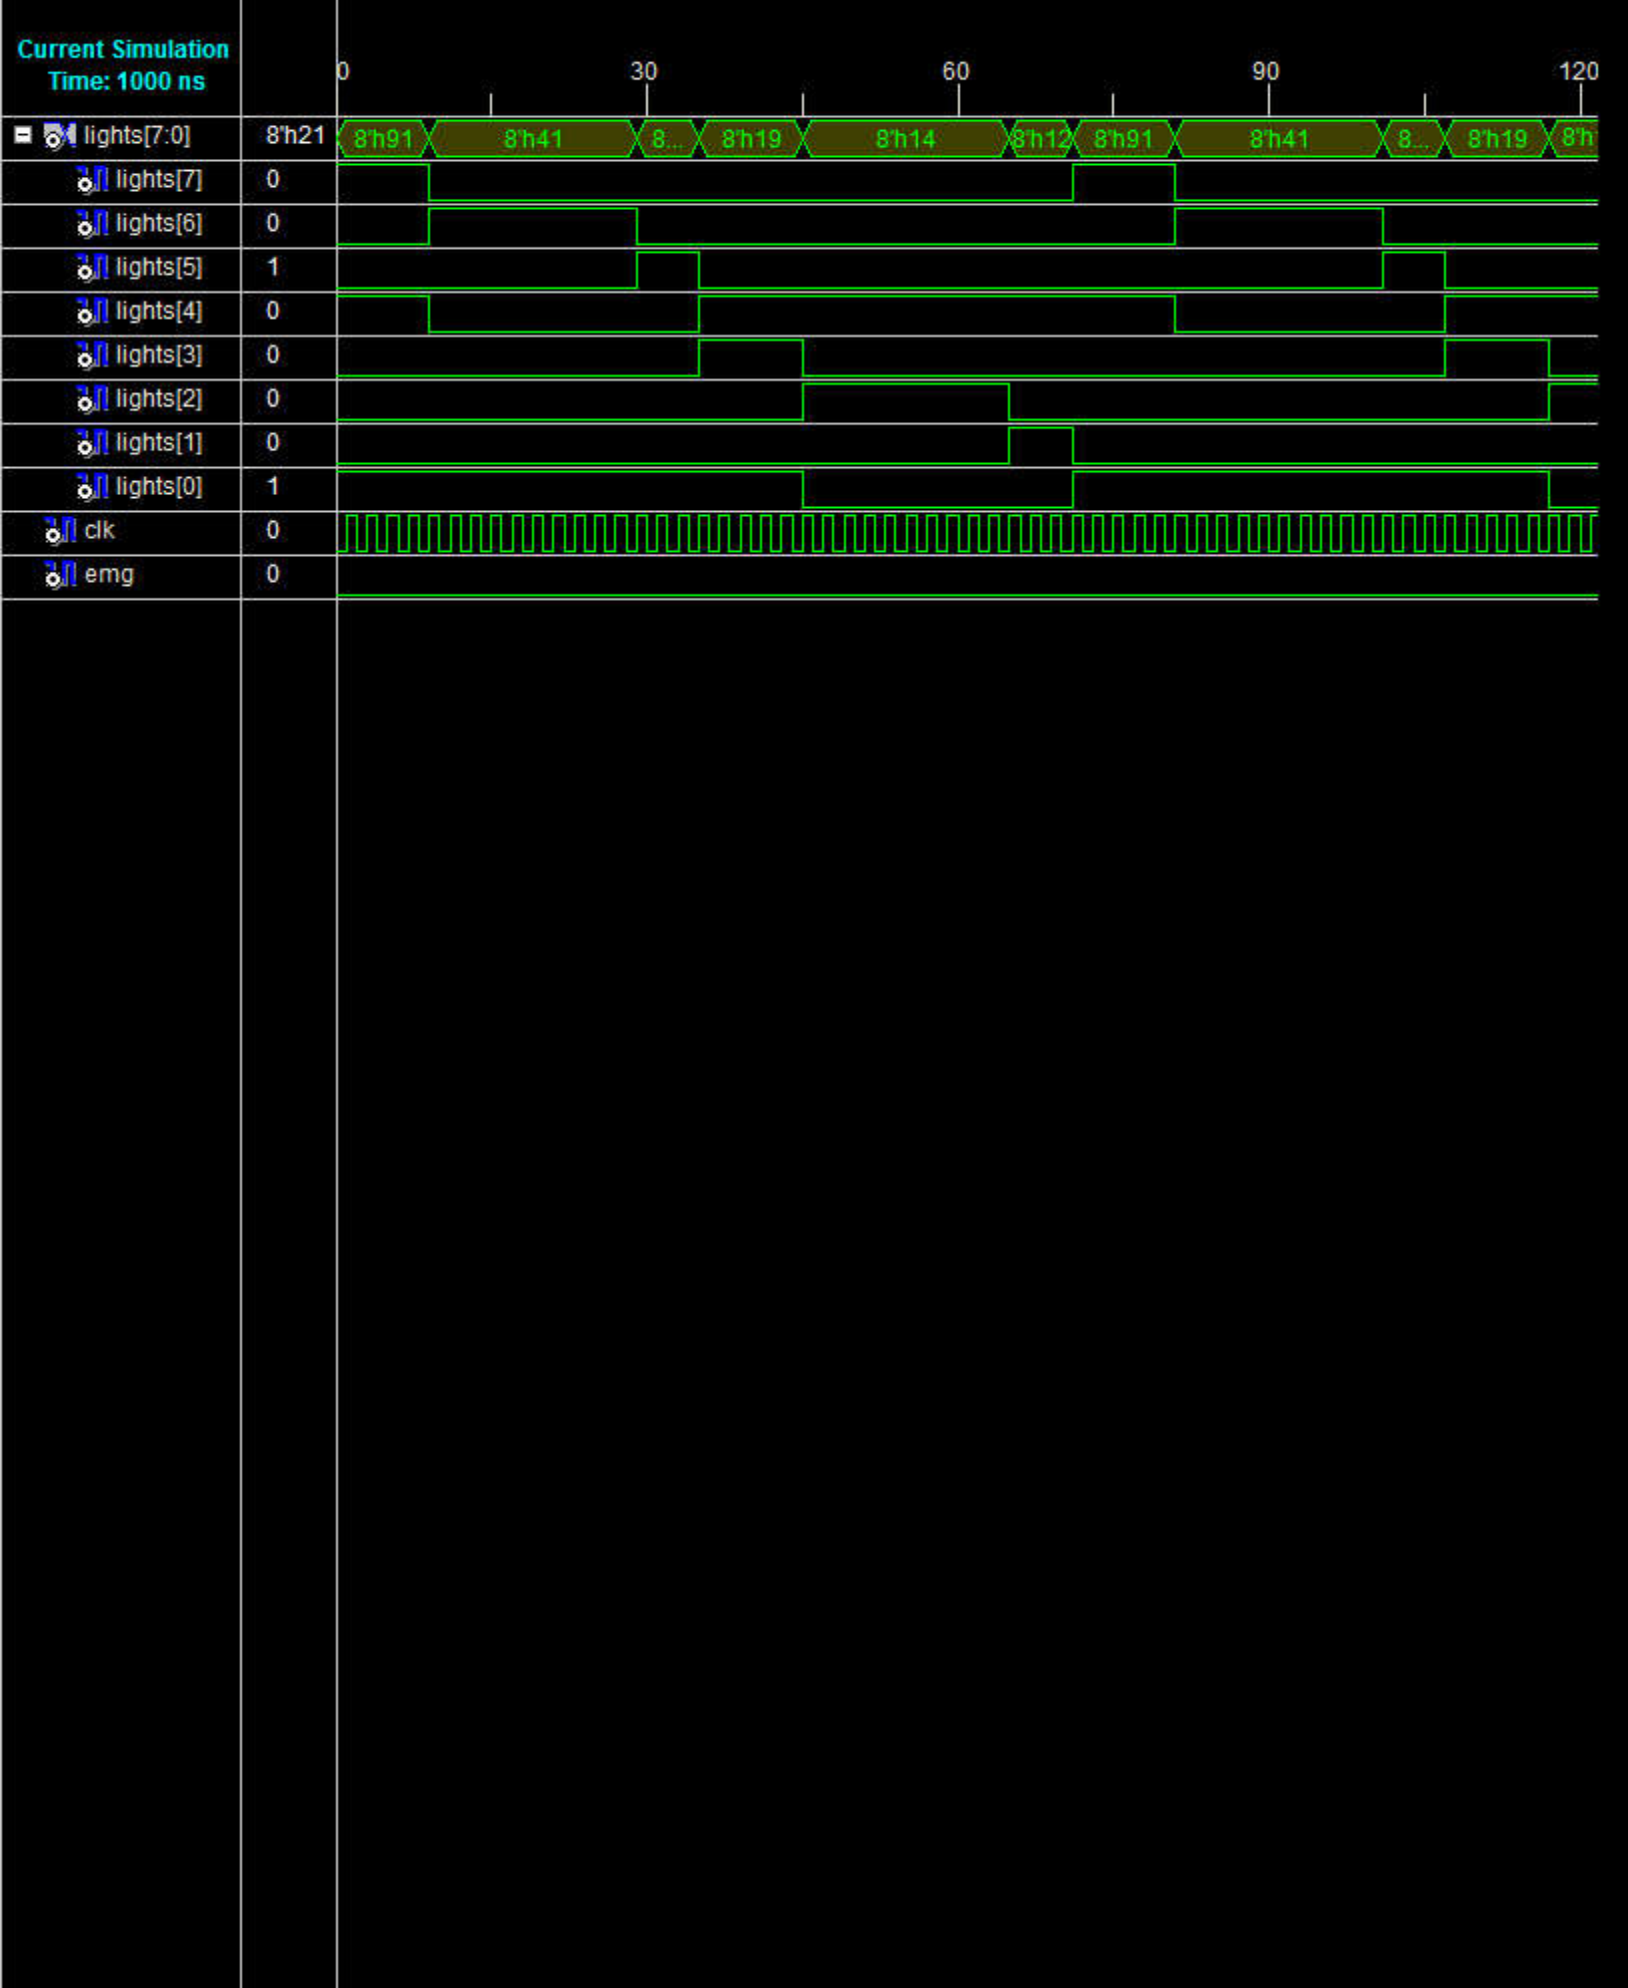 Current Simulation
Time: 1000 ns
0 30 60 90 120
lights[7:0] 8'h21 8'h91 8'h41 8... 8'h19 8'h14 8'h12 8'h91 8'h41 8... 8'h19 8'h
lights[7] 0
lights[6] 0
lights[5] 1
lights[4] 0
lights[3] 0
lights[2] 0
lights[1] 0
lights[0] 1
clk 0
emg 0